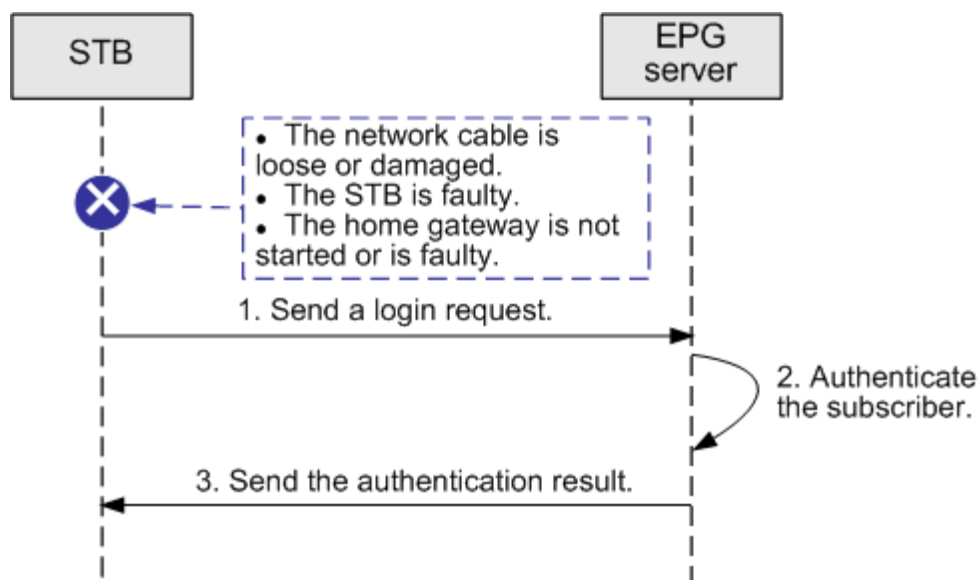 STB
EPG
server
• The network cable is
loose or damaged.
• The STB is faulty.
• The home gateway is not
started or is faulty.
1. Send a login request.
2. Authenticate
the subscriber.
3. Send the authentication result.